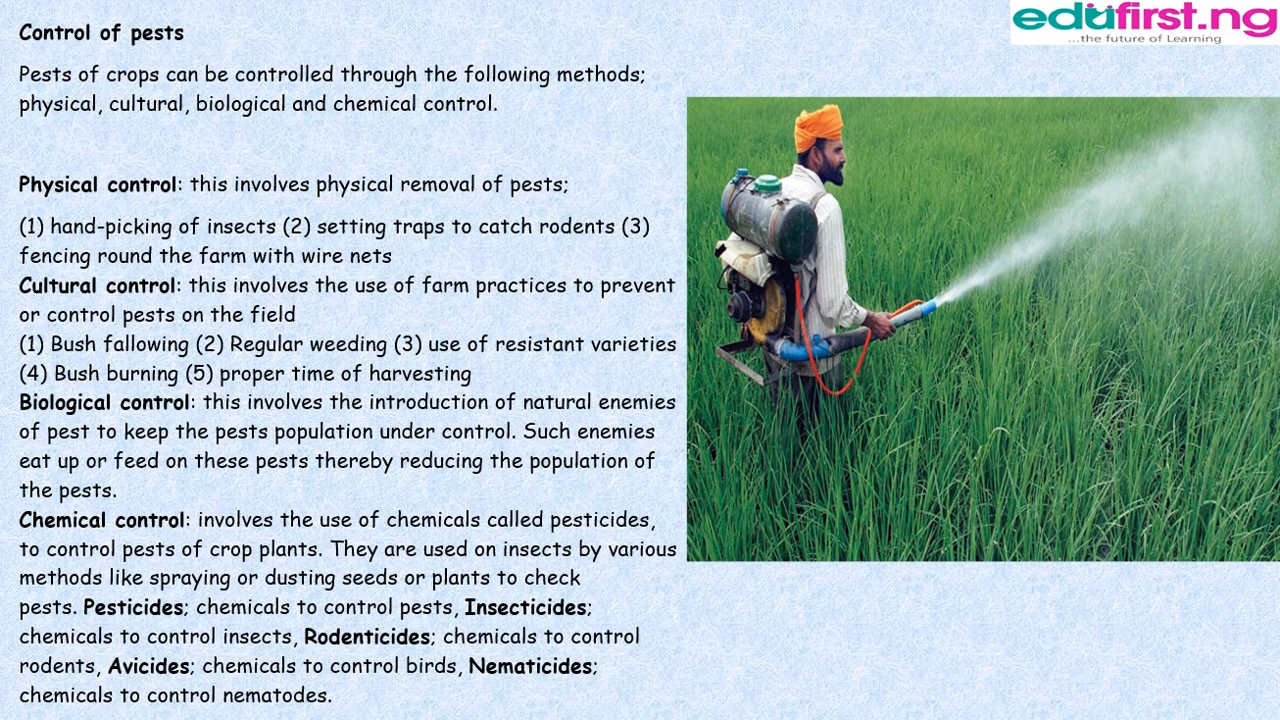 edufirst.ng
...the future of Learning
Control of pests
Pests of crops can be controlled through the following methods;
physical, cultural, biological and chemical control.
Physical control: this involves physical removal of pests;
(1) hand-picking of insects (2) setting traps to catch rodents (3)
fencing round the farm with wire nets
Cultural control: this involves the use of farm practices to prevent
or control pests on the field
(1) Bush fallowing (2) Regular weeding (3) use of resistant varieties
(4) Bush burning (5) proper time of harvesting
Biological control: this involves the introduction of natural enemies
of pest to keep the pests population under control. Such enemies
eat up or feed on these pests thereby reducing the population of
the pests.
Chemical control: involves the use of chemicals called pesticides,
to control pests of crop plants. They are used on insects by various
methods like spraying or dusting seeds or plants to check
pests. Pesticides; chemicals to control pests, Insecticides;
chemicals to control insects, Rodenticides; chemicals to control
rodents, Avicides; chemicals to control birds, Nematicides;
chemicals to control nematodes.